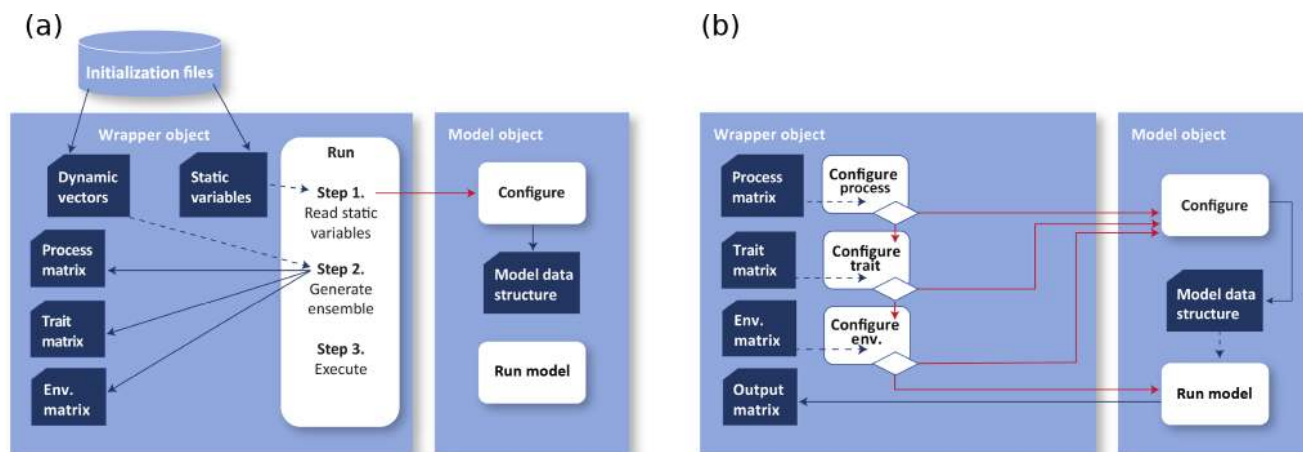 (a)
Initialization files
Wrapper object
Dynamic
vectors
Static
variables
Process
matrix
Trait
matrix
Env.
matrix
Run
Step 1.
Read static
variables
Step 2.
Generate
ensemble
Step 3.
Execute
Model object
Configure
Model data
structure
Run model
(b)
Wrapper object
Process
matrix
Configure
process
Trait
matrix
Configure
trait
Env.
matrix
Configure
env.
Output
matrix
Model object
Configure
Model data
structure
Run model